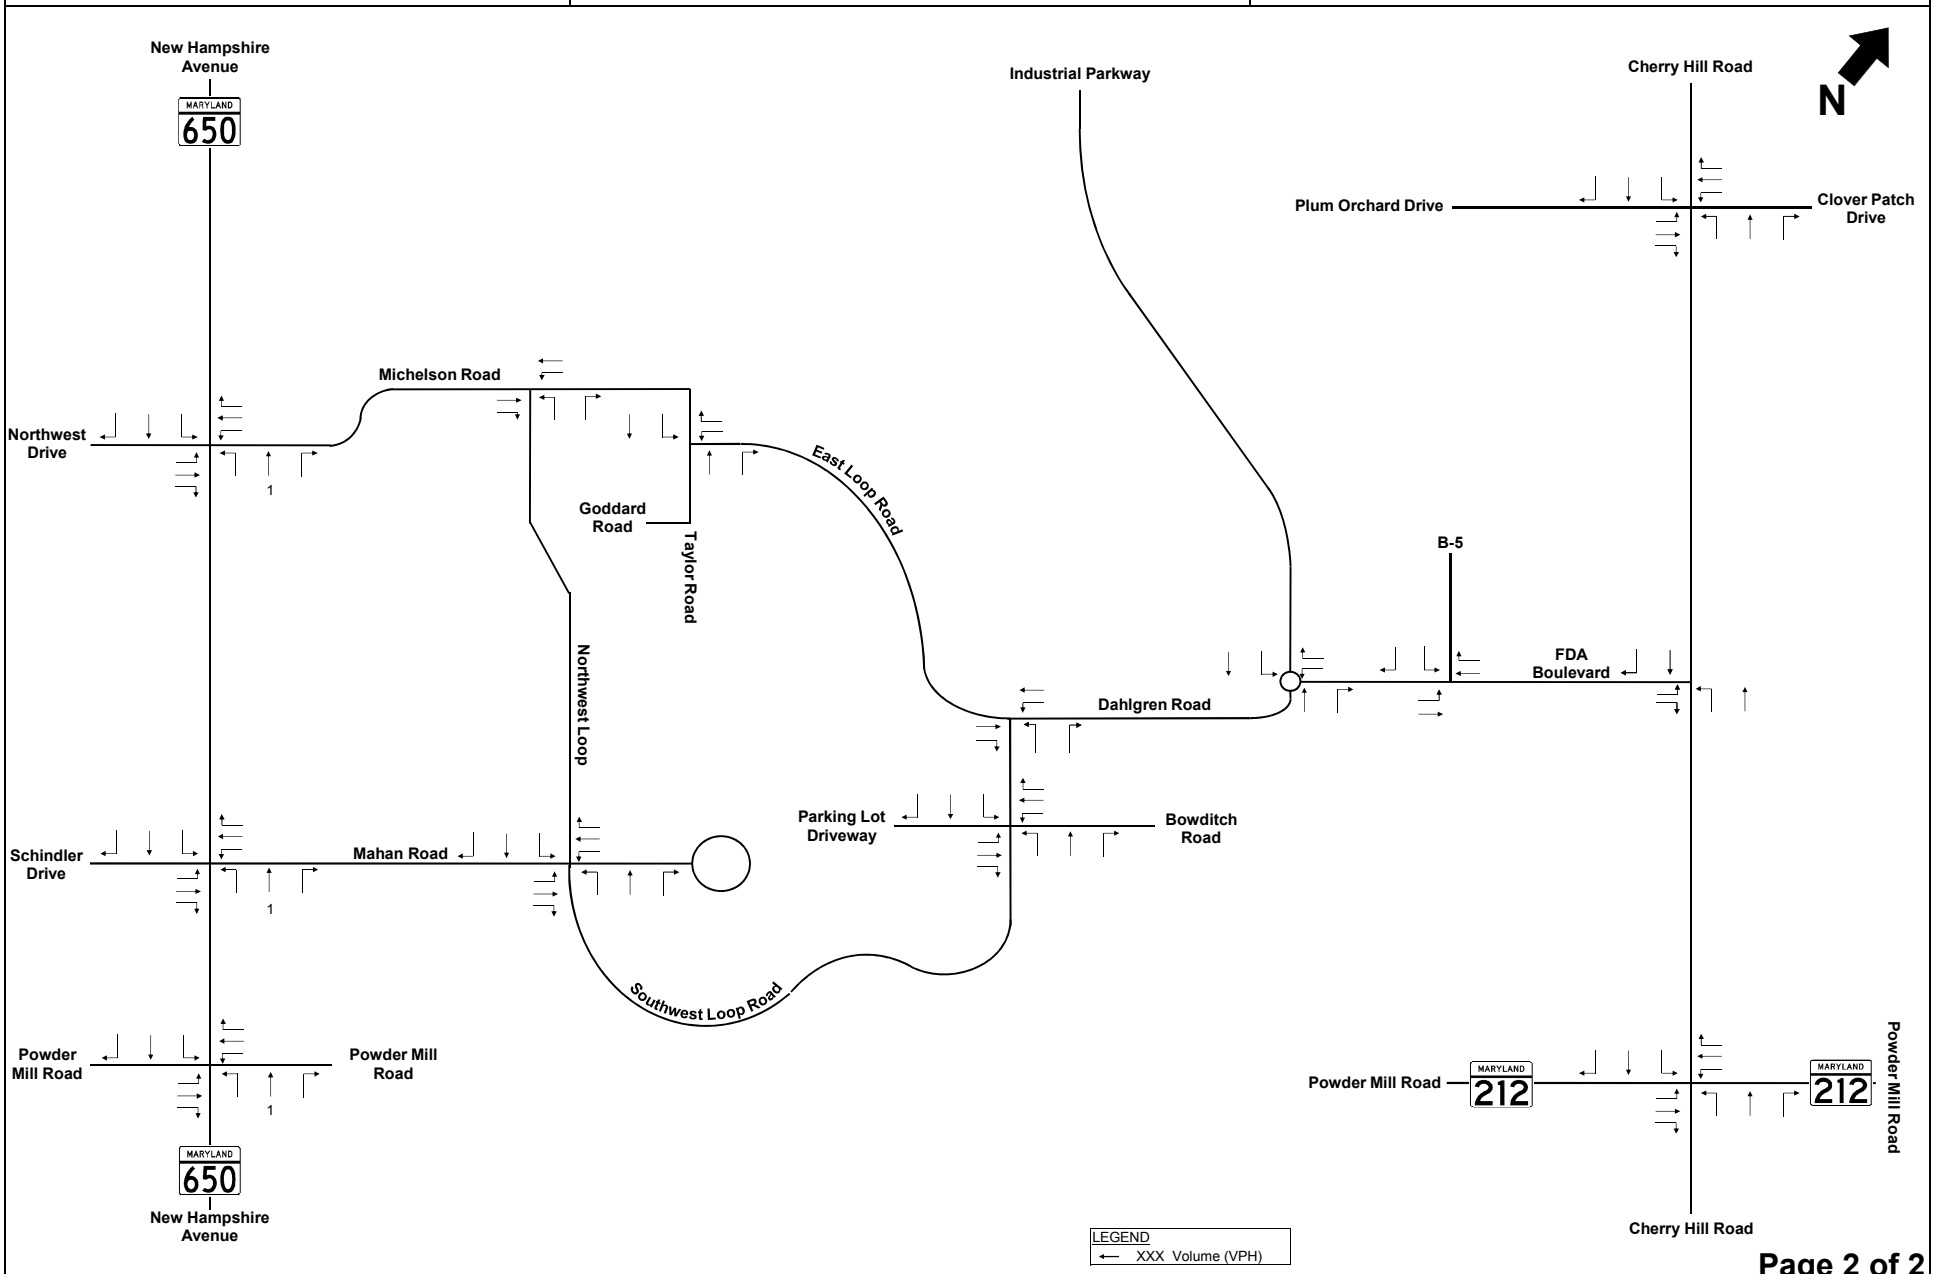 New Hampshire
Avenue
MARYLAND
650
Industrial Parkway
Cherry Hill Road
N
Plum Orchard Drive
Clover Patch
Drive
Michelson Road
Northwest
Drive
1
Goddard
Road
Taylor Road
East Loop Road
B-5
Northwest Loop
FDA
Boulevard
Dahlgren Road
Parking Lot
Driveway
Bowditch
Road
Schindler
Drive
Mahan Road
1
Southwest Loop Road
Powder
Mill Road
Powder Mill
Road
1
Powder Mill Road
MARYLAND
212
MARYLAND
212
Powder Mill Road
MARYLAND
650
New Hampshire
Avenue
Cherry Hill Road
LEGEND
XXX Volume (VPH)
Page 2 of 2